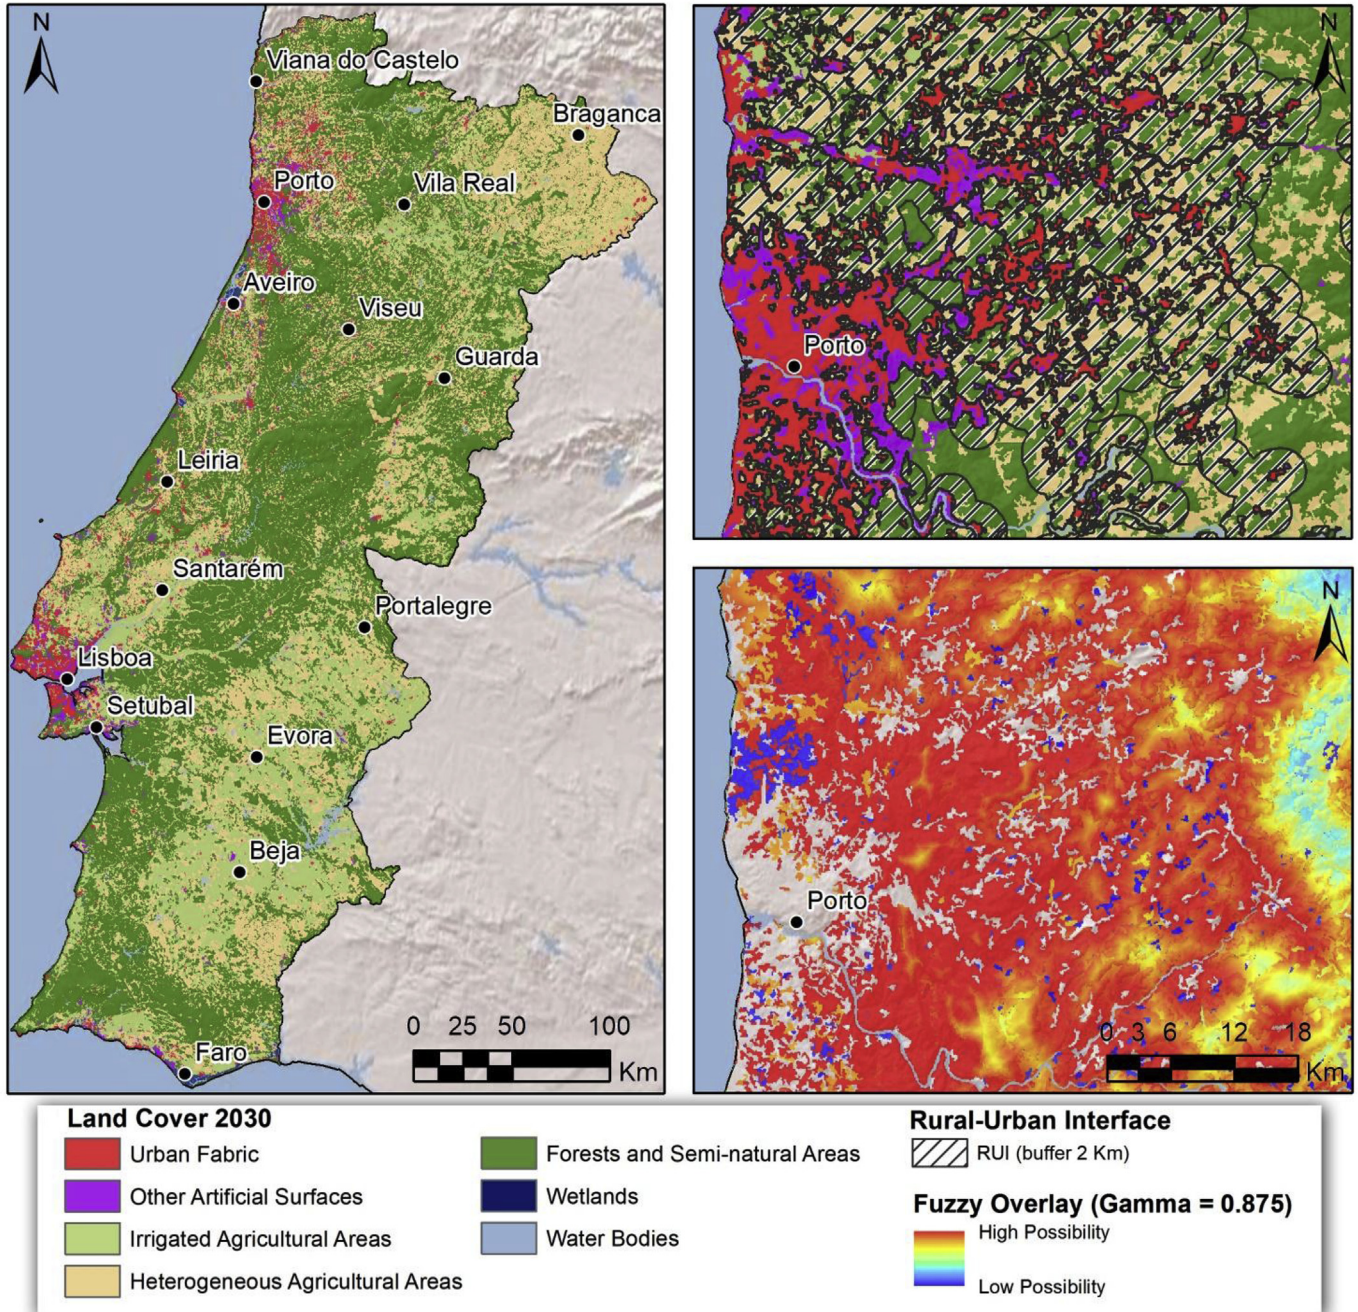 N
Viana do Castelo
Braganca
Porto
Vila Real
Aveiro
Viseu
Guarda
Leiria
Santarém
Portalegre
Lisboa
Setubal
Evora
Beja
Faro
0 25 50 100
Km
N
Porto
N
Porto
0 3 6 12 18
Km
Land Cover 2030
Urban Fabric
Other Artificial Surfaces
Irrigated Agricultural Areas
Heterogeneous Agricultural Areas
Forests and Semi-natural Areas
Wetlands
Water Bodies
Rural-Urban Interface
RUI (buffer 2 Km)
Fuzzy Overlay (Gamma = 0.875)
High Possibility
Low Possibility